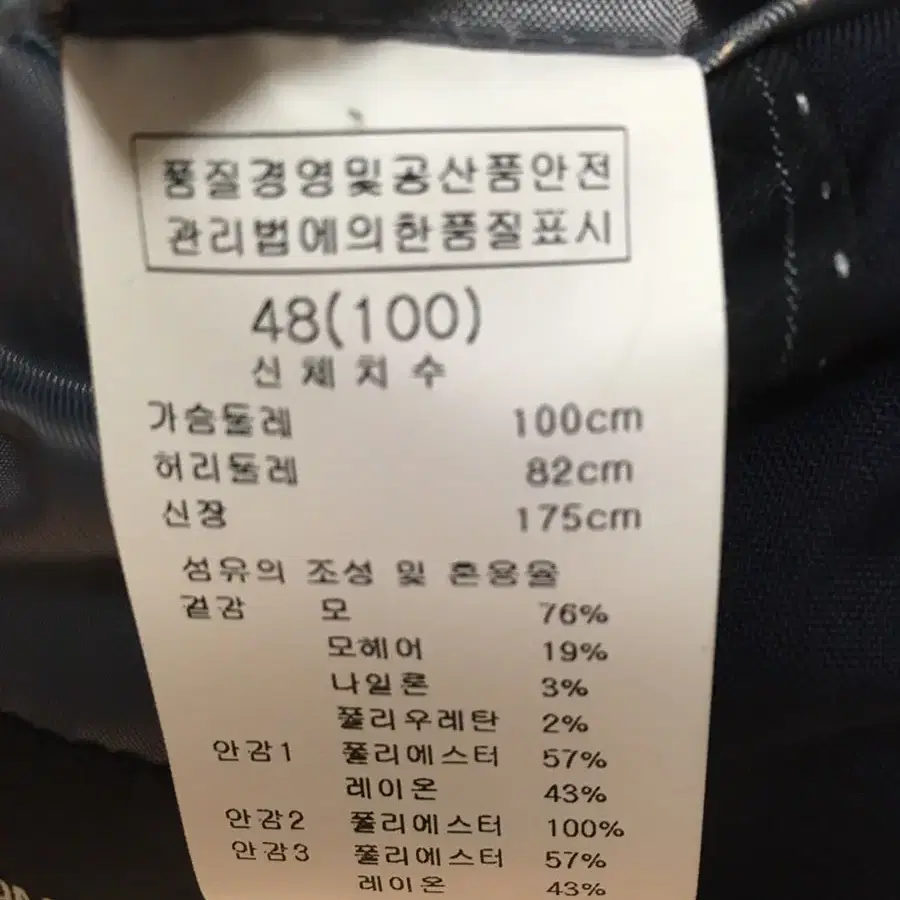 품질경영및공산품안전
관리법에의한품질표시
48(100)
신체치수
가슴둘레 100cm
허리둘레 82cm
신장 175cm
섬유의 조성 및 혼용율
겉감 모 76%
모헤어 19%
나일론 3%
폴리우레탄 2%
안감1 폴리에스터 57%
레이온 43%
안감2 폴리에스터 100%
안감3 폴리에스터 57%
레이온 43%